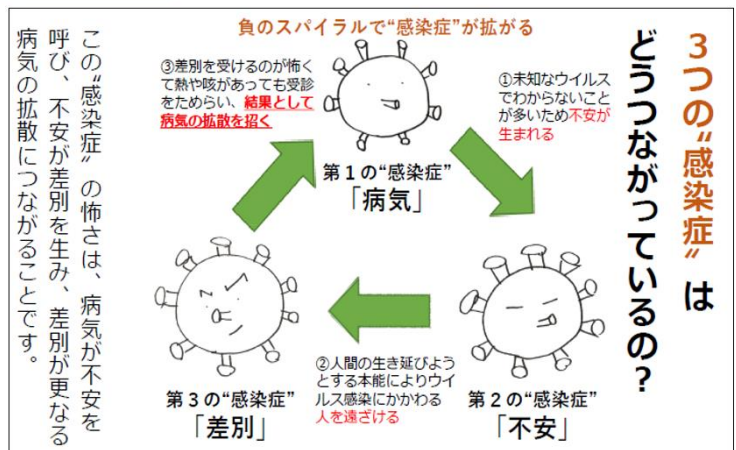 3つの〝感染症〟は
どうつながっているの？
負のスパイラルで“感染症”が拡がる
①未知なウイルス
でわからないこと
が多いため不安が
生まれる
第１の“感染症”
「病気」
第２の“感染症”
「不安」
②人間の生き延びよう
とする本能によりウイ
ルス感染にかかわる
人を遠ざける
第３の“感染症”
「差別」
③差別を受けるのが怖く
て熱や咳があっても受診
をためらい、結果として
病気の拡散を招く
この〝感染症〟の怖さは、病気が不安を
呼び、不安が差別を生み、差別が更なる
病気の拡散につながることです。